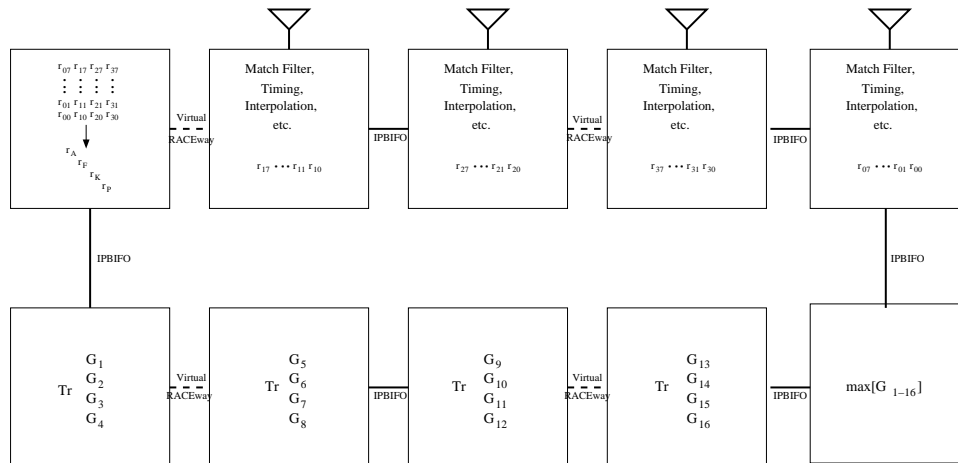 r07 r17 r27 r37
r01 r11 r21 r31
r00 r10 r20 r30
rA
rF
rK
rP
Virtual
RACEway
Match Filter,
Timing,
Interpolation,
etc.
r17 ••• r11 r10
IPBIFO
Match Filter,
Timing,
Interpolation,
etc.
r27 ••• r21 r20
Virtual
RACEway
Match Filter,
Timing,
Interpolation,
etc.
r37 ••• r31 r30
IPBIFO
Match Filter,
Timing,
Interpolation,
etc.
r07 ••• r01 r00
IPBIFO
IPBIFO
Tr
G1
G2
G3
G4
Virtual
RACEway
Tr
G5
G6
G7
G8
IPBIFO
Tr
G9
G10
G11
G12
Virtual
RACEway
Tr
G13
G14
G15
G16
IPBIFO
max[G 1–16]